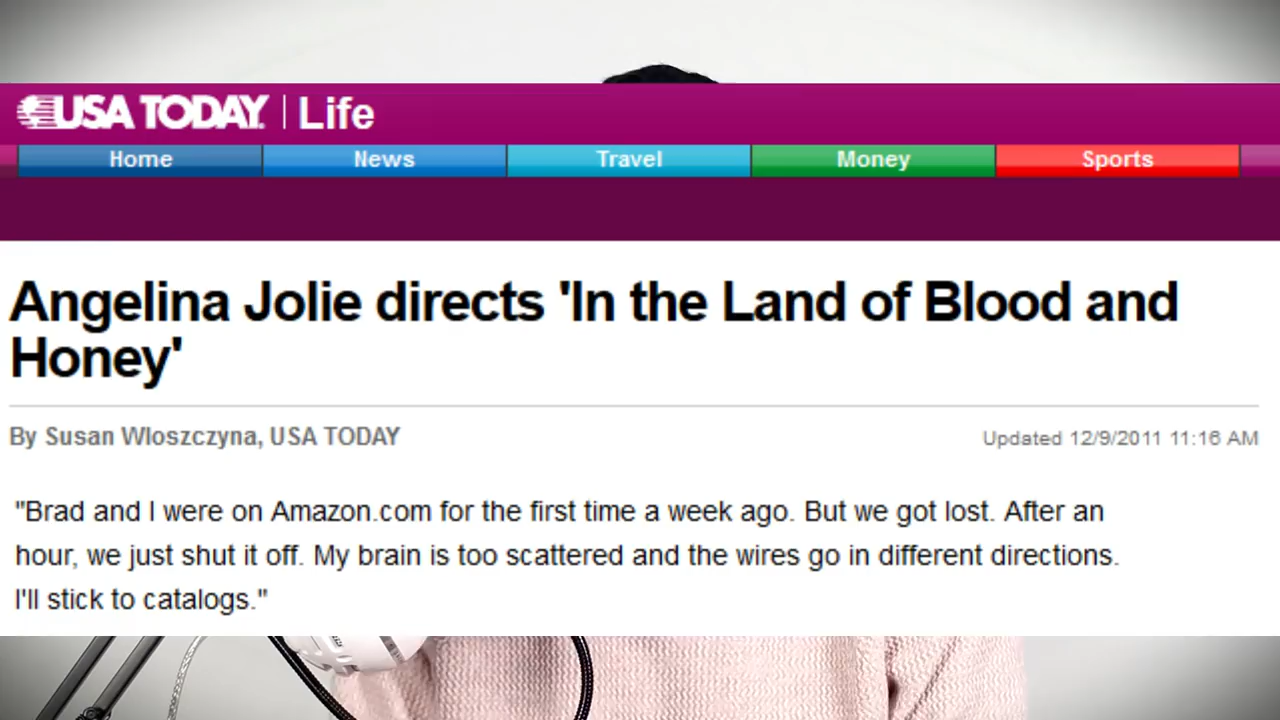 USA TODAY | Life
Home News Travel Money Sports
Angelina Jolie directs 'In the Land of Blood and
Honey'
By Susan Wloszczyna, USA TODAY Updated 12/9/2011 11:16 AM
"Brad and I were on Amazon.com for the first time a week ago. But we got lost. After an
hour, we just shut it off. My brain is too scattered and the wires go in different directions.
I'll stick to catalogs."